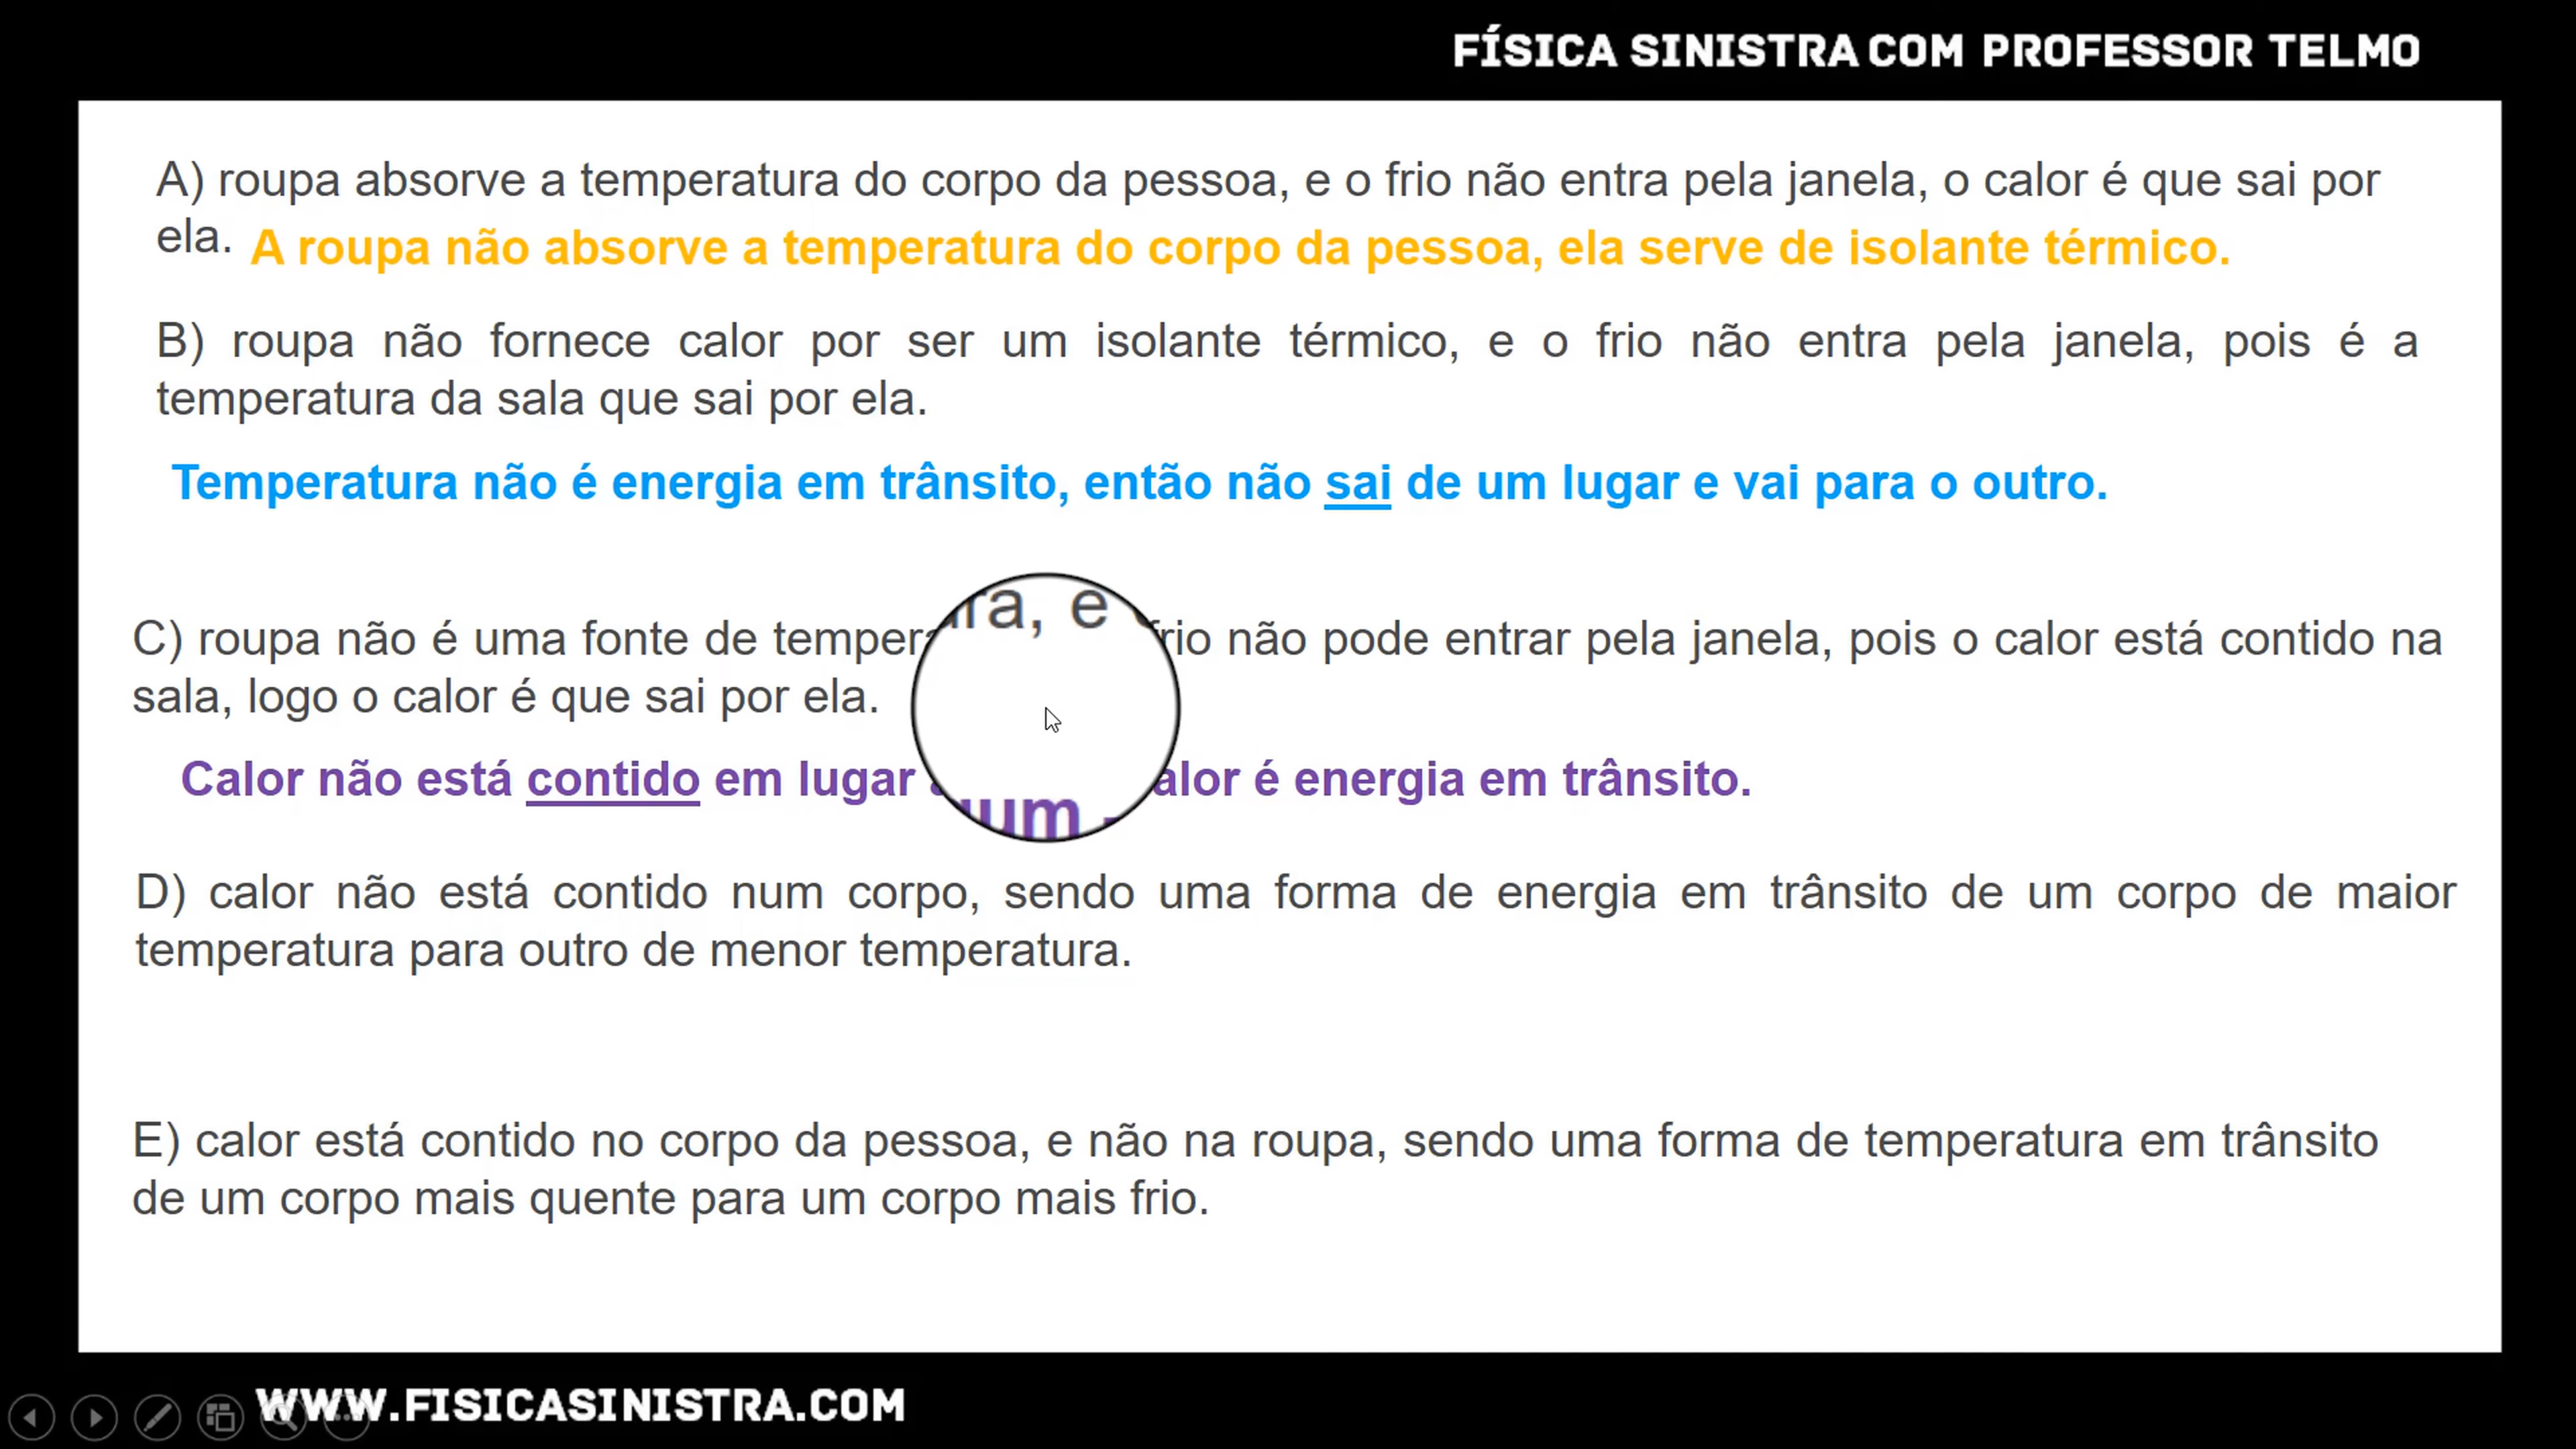 FÍSICA SINISTRA COM PROFESSOR TELMO
A) roupa absorve a temperatura do corpo da pessoa, e o frio não entra pela janela, o calor é que sai por
ela. A roupa não absorve a temperatura do corpo da pessoa, ela serve de isolante térmico.
B) roupa não fornece calor por ser um isolante térmico, e o frio não entra pela janela, pois é a
temperatura da sala que sai por ela.
Temperatura não é energia em trânsito, então não sai de um lugar e vai para o outro.
C) roupa não é uma fonte de tempera ra, e frio não pode entrar pela janela, pois o calor está contido na
sala, logo o calor é que sai por ela.
Calor não está contido em lugar um alor é energia em trânsito.
D) calor não está contido num corpo, sendo uma forma de energia em trânsito de um corpo de maior
temperatura para outro de menor temperatura.
E) calor está contido no corpo da pessoa, e não na roupa, sendo uma forma de temperatura em trânsito
de um corpo mais quente para um corpo mais frio.
WWW.FISICASINISTRA.COM